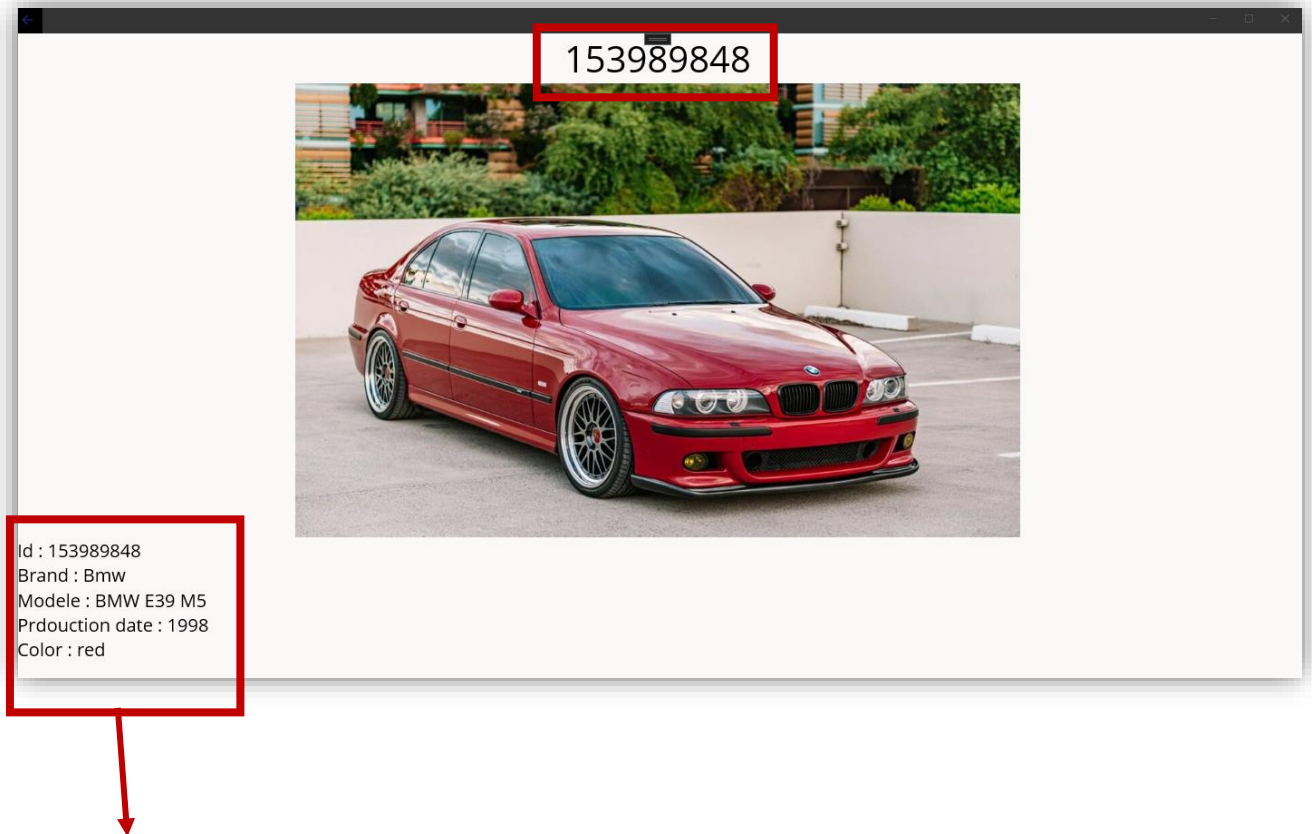 153989848
Id : 153989848
Brand : Bmw
Modele : BMW E39 M5
Prdouction date : 1998
Color : red